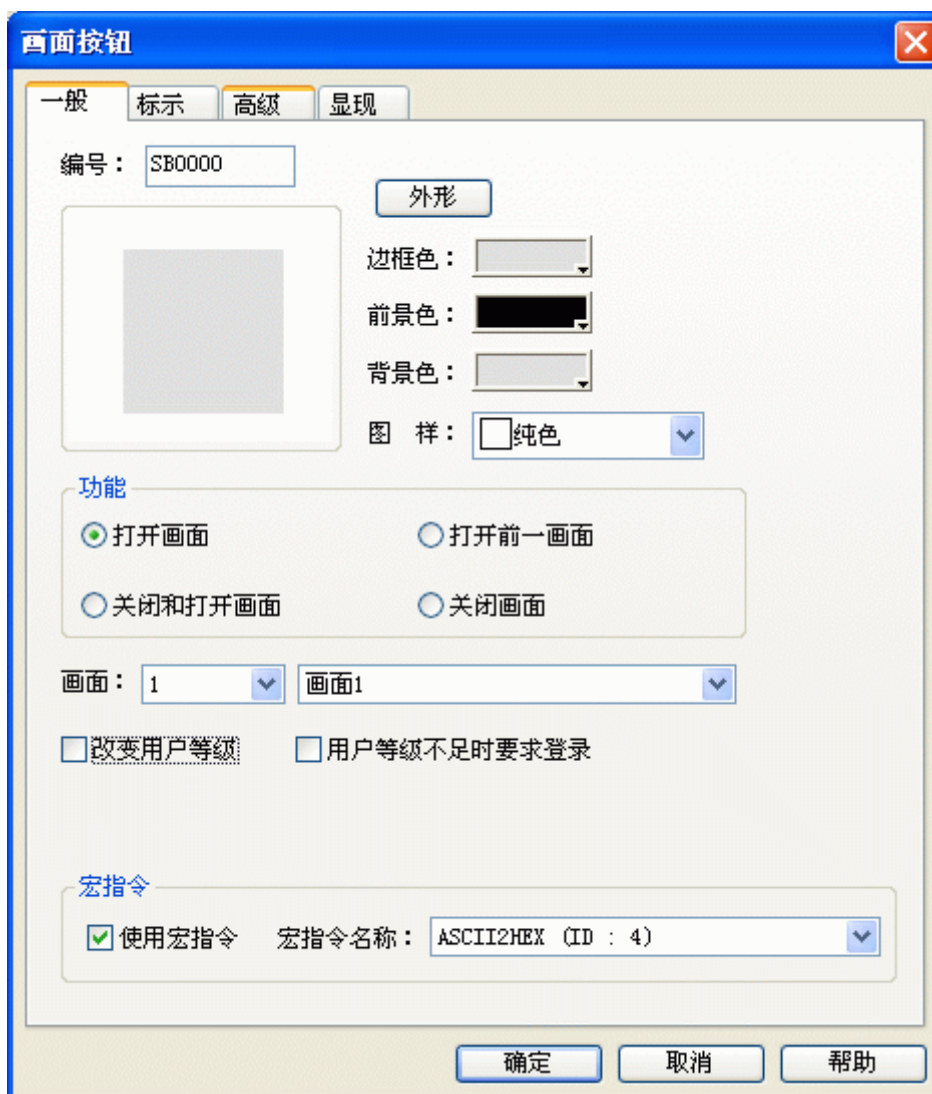 画面按钮
一般 标示 高级 显现
编号： SB0000
外形
边框色：
前景色：
背景色：
图 样： 纯色
功能
打开画面 打开前一画面
关闭和打开画面 关闭画面
画面： 1 画面1
改变用户等级 用户等级不足时要求登录
宏指令
使用宏指令 宏指令名称： ASCII2HEX (ID : 4)
确定 取消 帮助